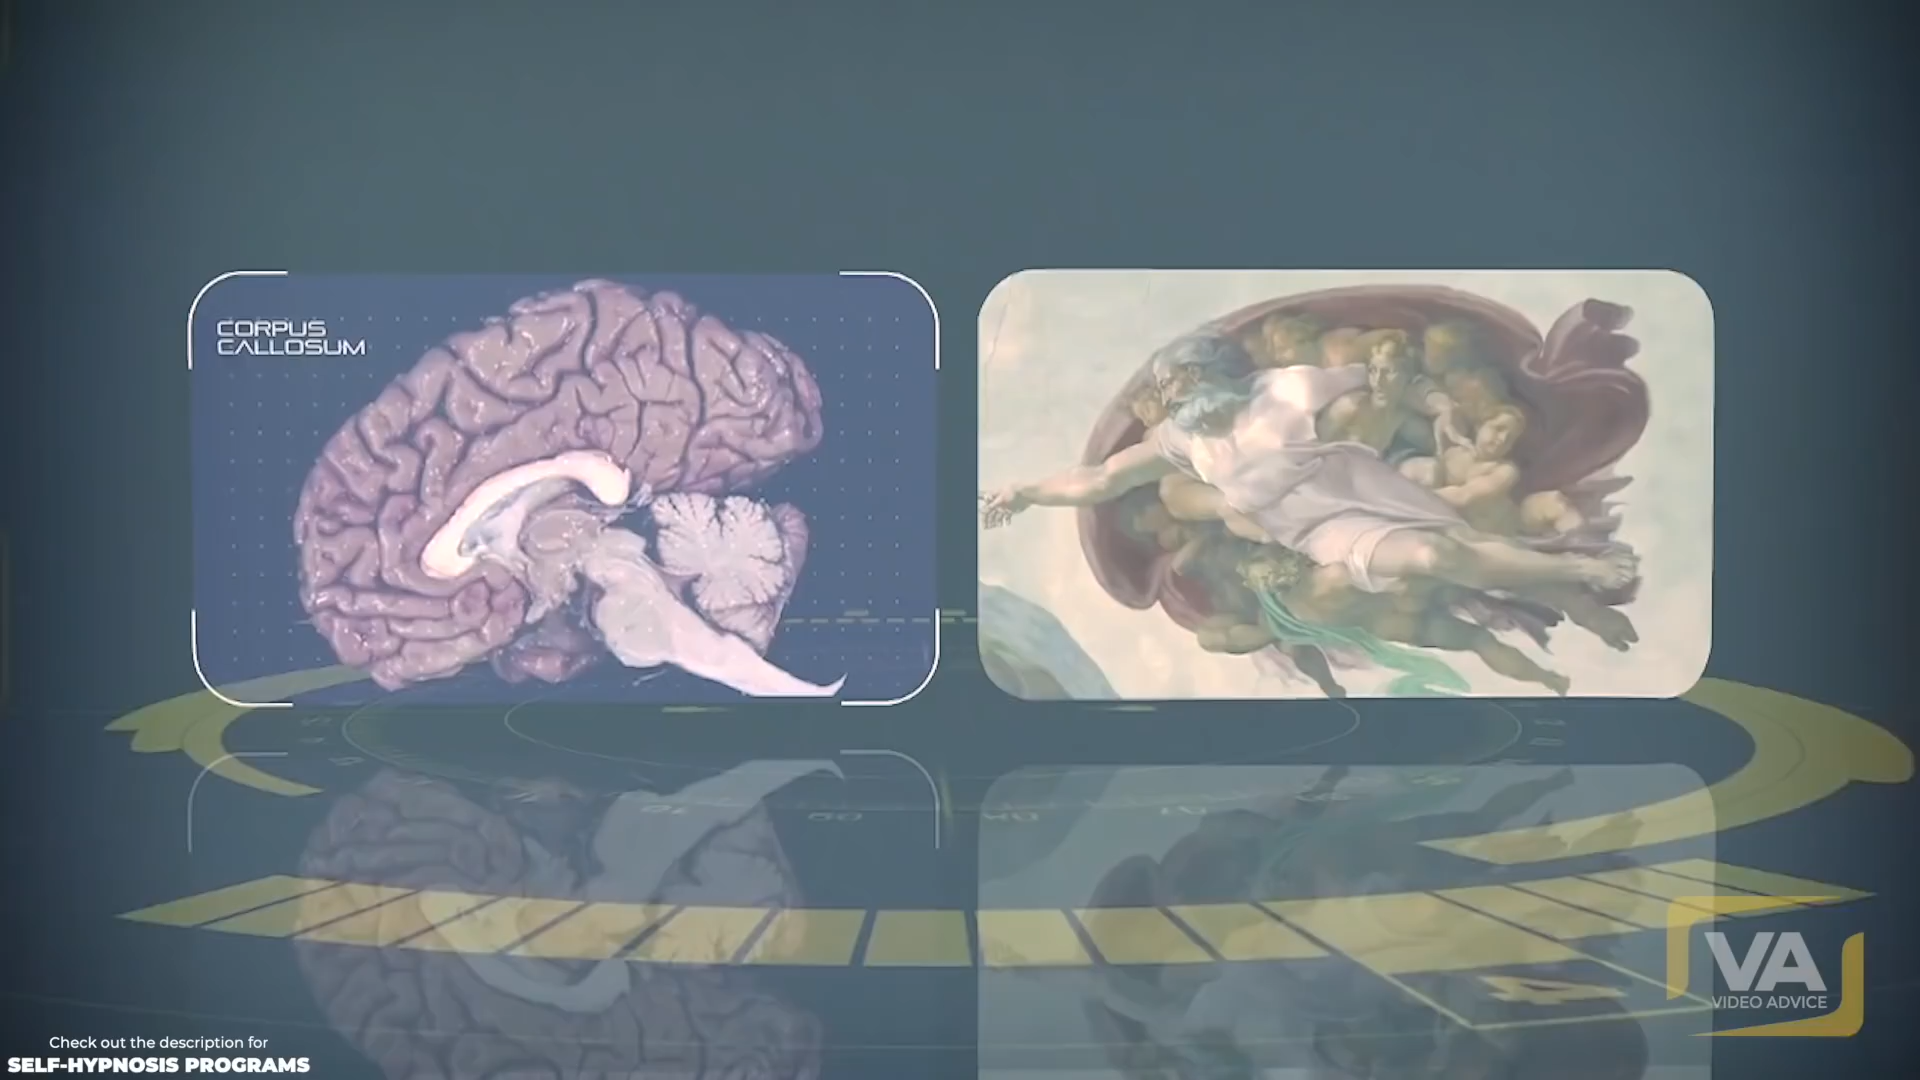 CORPUS
CALLOSUM
VA
VIDEO ADVICE
Check out the description for
SELF-HYPNOSIS PROGRAMS